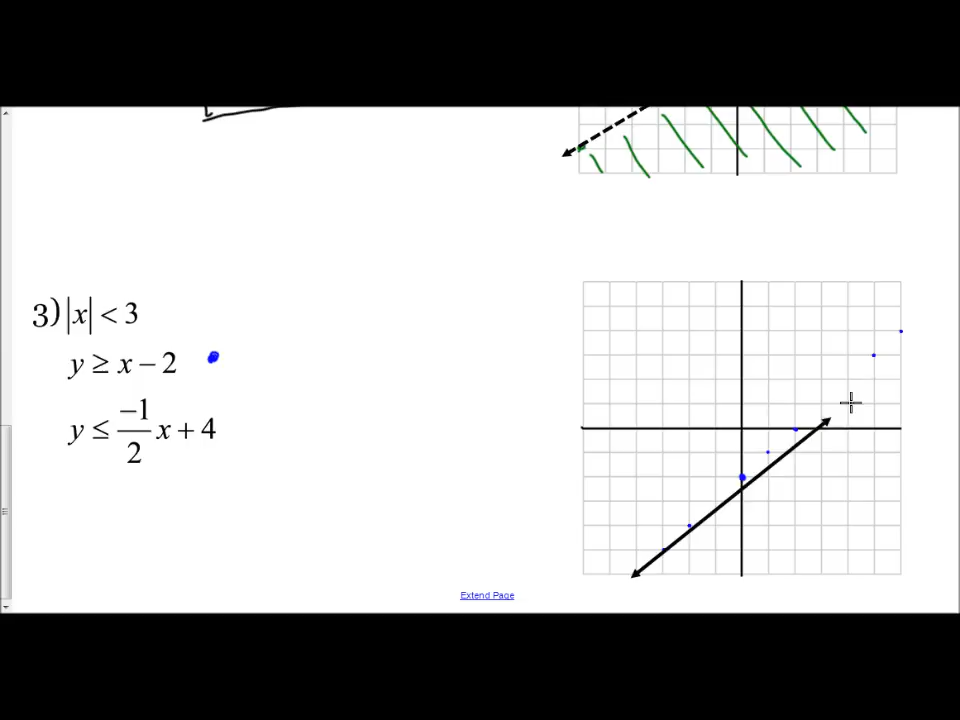 3) |x| < 3
y ≥ x − 2
y ≤ −1/2 x + 4
Extend Page